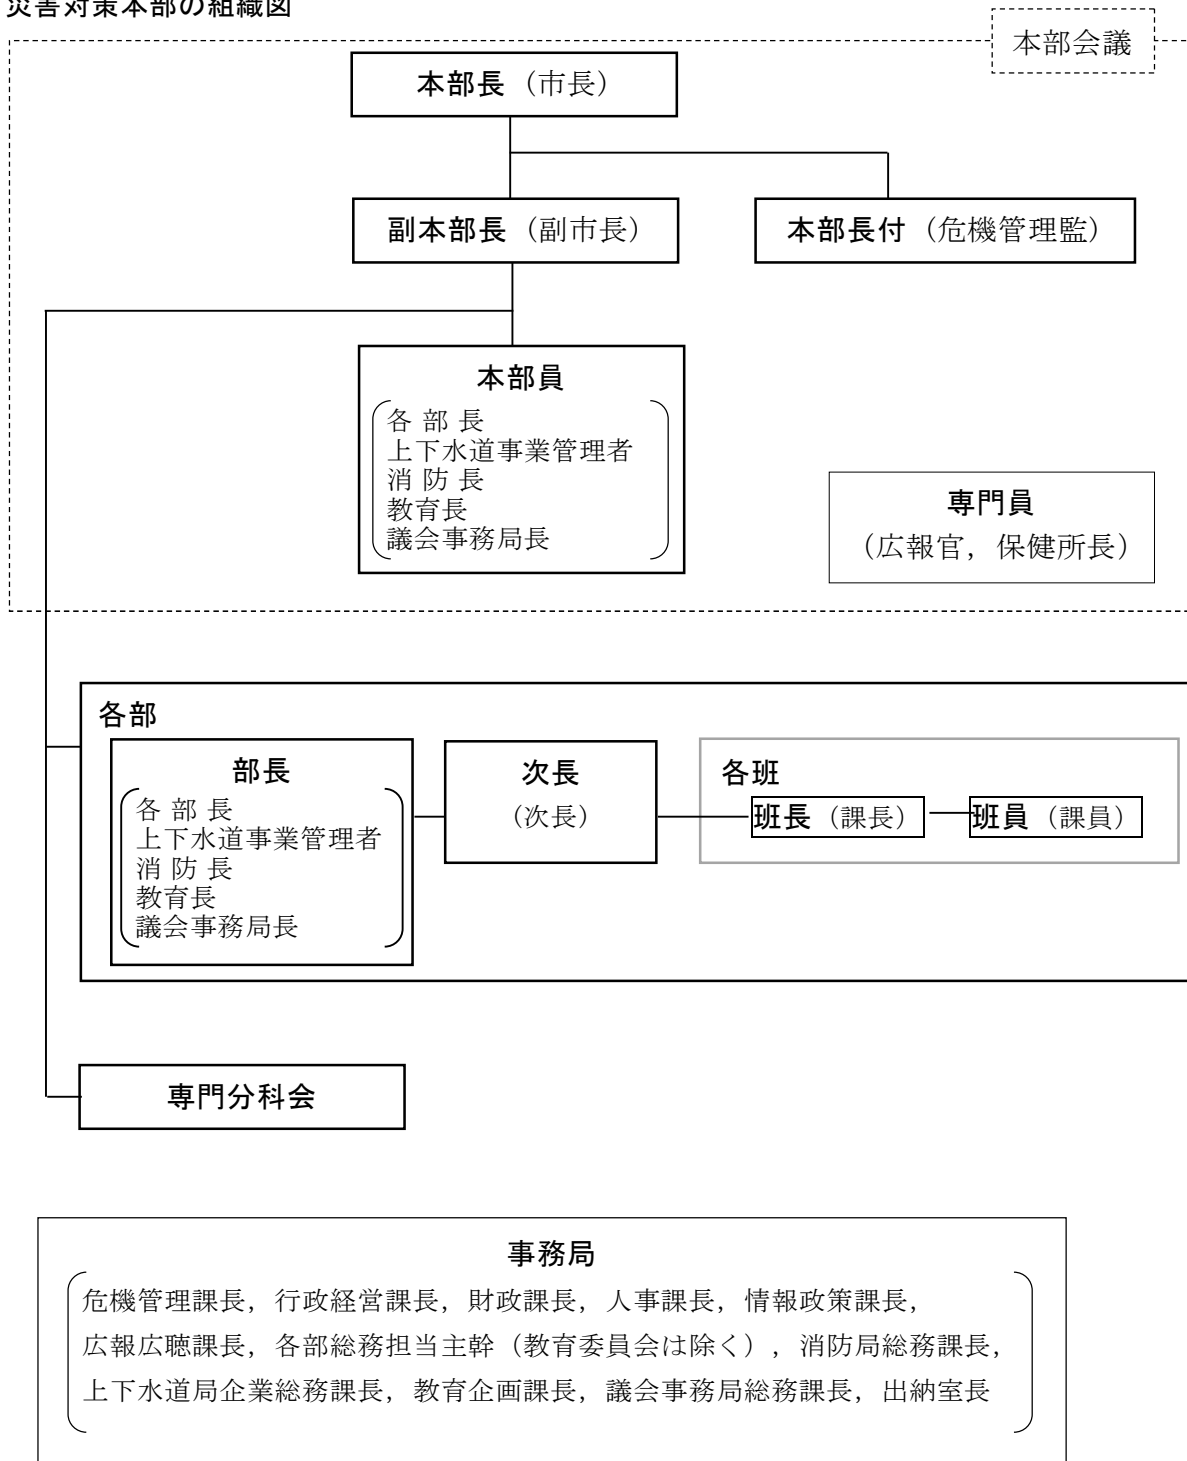 災害対策本部の組織図
本部会議
本部長（市長）
副本部長（副市長）
本部長付（危機管理監）
本部員
各 部 長
上下水道事業管理者
消 防 長
教育長
議会事務局長
専門員
（広報官，保健所長）
各部
部長
各 部 長
上下水道事業管理者
消 防 長
教育長
議会事務局長
次長
（次長）
各班
班長（課長）
班員（課員）
専門分科会
事務局
危機管理課長，行政経営課長，財政課長，人事課長，情報政策課長，
広報広聴課長，各部総務担当主幹（教育委員会は除く），消防局総務課長，
上下水道局企業総務課長，教育企画課長，議会事務局総務課長，出納室長